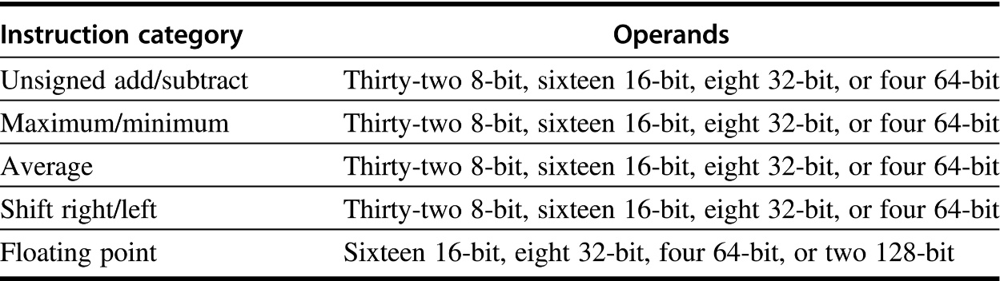 Instruction category Operands
Unsigned add/subtract Thirty-two 8-bit, sixteen 16-bit, eight 32-bit, or four 64-bit
Maximum/minimum Thirty-two 8-bit, sixteen 16-bit, eight 32-bit, or four 64-bit
Average Thirty-two 8-bit, sixteen 16-bit, eight 32-bit, or four 64-bit
Shift right/left Thirty-two 8-bit, sixteen 16-bit, eight 32-bit, or four 64-bit
Floating point Sixteen 16-bit, eight 32-bit, four 64-bit, or two 128-bit